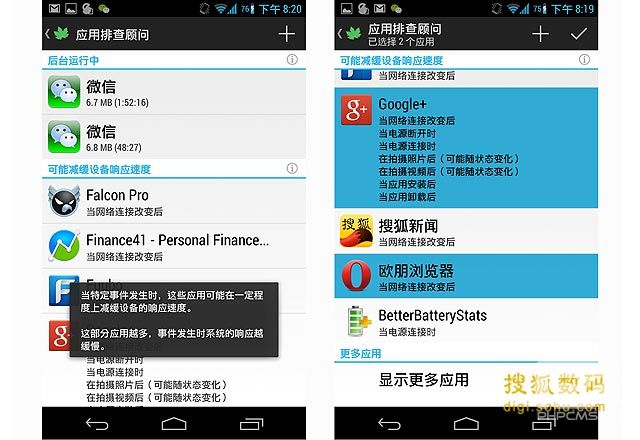 75
下午 8:20
应用排查顾问
后台运行中
微信
6.7 MB (1:52:16)
微信
6.8 MB (48:27)
可能减缓设备响应速度
Falcon Pro
当网络连接改变后
Finance41 - Personal Finance...
当网络连接改变后
当特定事件发生时，这些应用可能在一定程
度上减缓设备的响应速度。
这部分应用越多，事件发生时系统的响应越
缓慢。
当电源断开时
当电源连接时
在拍摄照片后（可能随状态变化）
在拍摄视频后（可能随状态变化）
76
下午 8:19
应用排查顾问
已选择 2 个应用
可能减缓设备响应速度
当网络连接改变后
Google+
当网络连接改变后
当电源断开时
当电源连接时
在拍摄照片后（可能随状态变化）
在拍摄视频后（可能随状态变化）
当应用安装后
当应用卸载后
搜狐新闻
当网络连接改变后
欧朋浏览器
当网络连接改变后
BetterBatteryStats
当电源连接时
更多应用
显示更多应用
搜狐数码
digi.sohu.com
PHPCMS